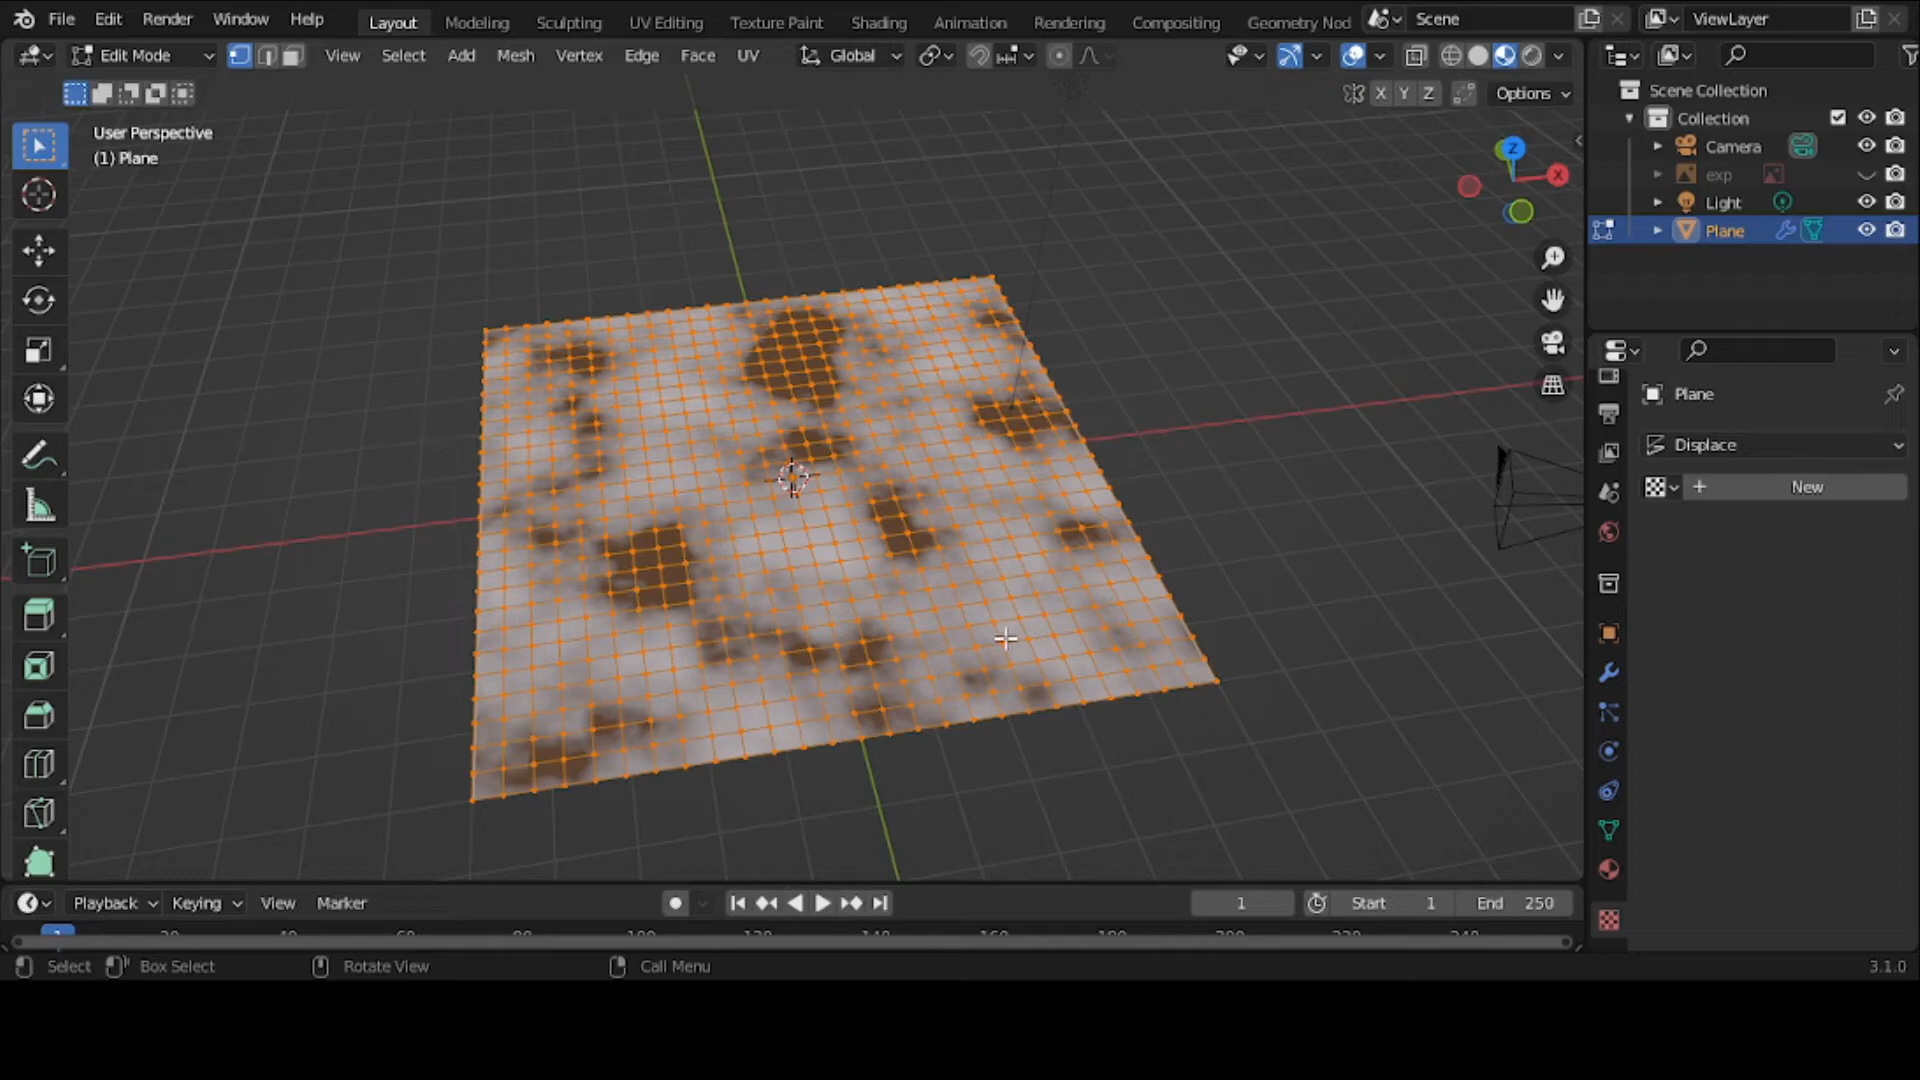 File Edit Render Window Help Layout Modeling Sculpting UV Editing Texture Paint Shading Animation Rendering Compositing Geometry Nod Scene ViewLayer
Edit Mode View Select Add Mesh Vertex Edge Face UV Global
X Y Z Options
User Perspective
(1) Plane
Z
X
Scene Collection
Collection
Camera
exp
Light
Plane
Plane
Displace
+ New
Playback Keying View Marker 1 Start 1 End 250
1
Select Box Select Rotate View Call Menu 3.1.0